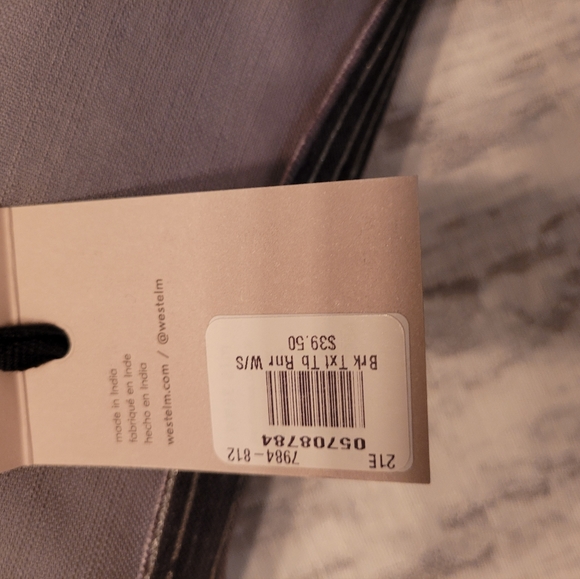 made in India
fabriqué en Inde
hecho en India
westelm.com / @westelm
21E 7984-812
05708784
Brk Txt Tb Rnr W/S
$39.50